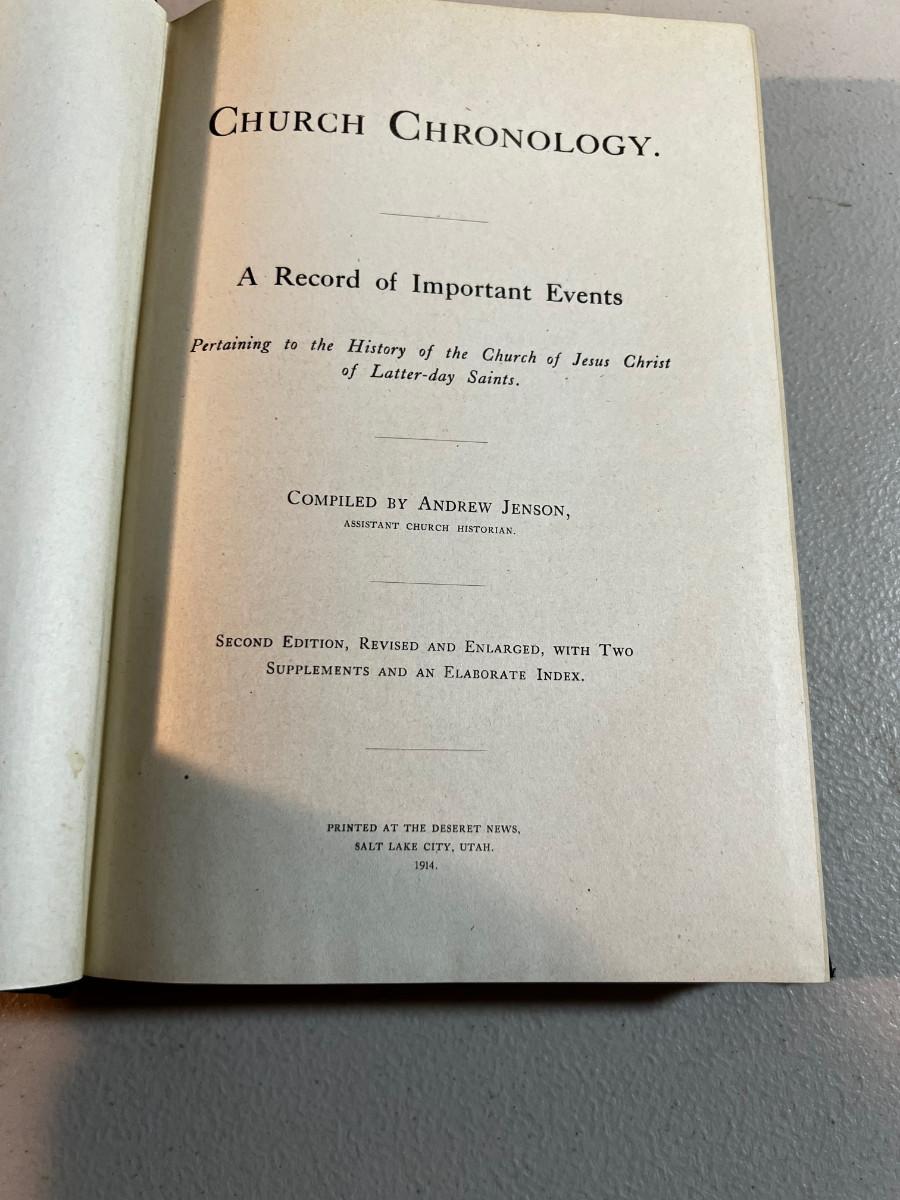 CHURCH CHRONOLOGY.
A Record of Important Events
Pertaining to the History of the Church of Jesus Christ
of Latter-day Saints.
COMPILED BY ANDREW JENSON,
ASSISTANT CHURCH HISTORIAN.
SECOND EDITION, REVISED AND ENLARGED, WITH TWO
SUPPLEMENTS AND AN ELABORATE INDEX.
PRINTED AT THE DESERET NEWS,
SALT LAKE CITY, UTAH.
1914.